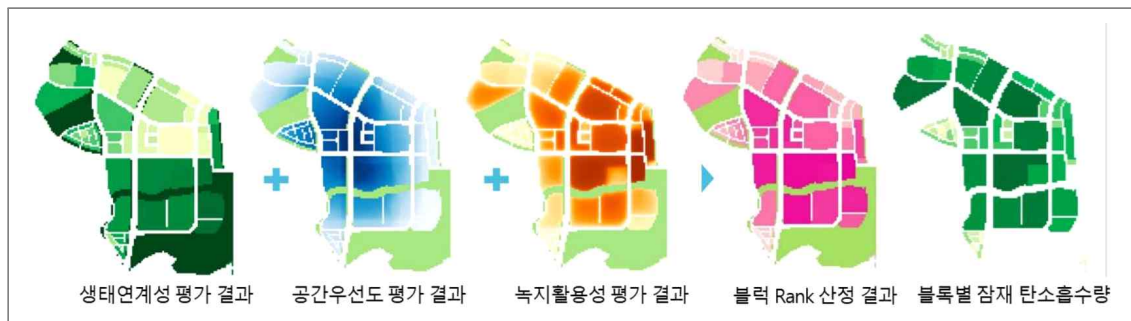 생태연계성 평가 결과
공간우선도 평가 결과
녹지활용성 평가 결과
블럭 Rank 산정 결과
블록별 잠재 탄소흡수량